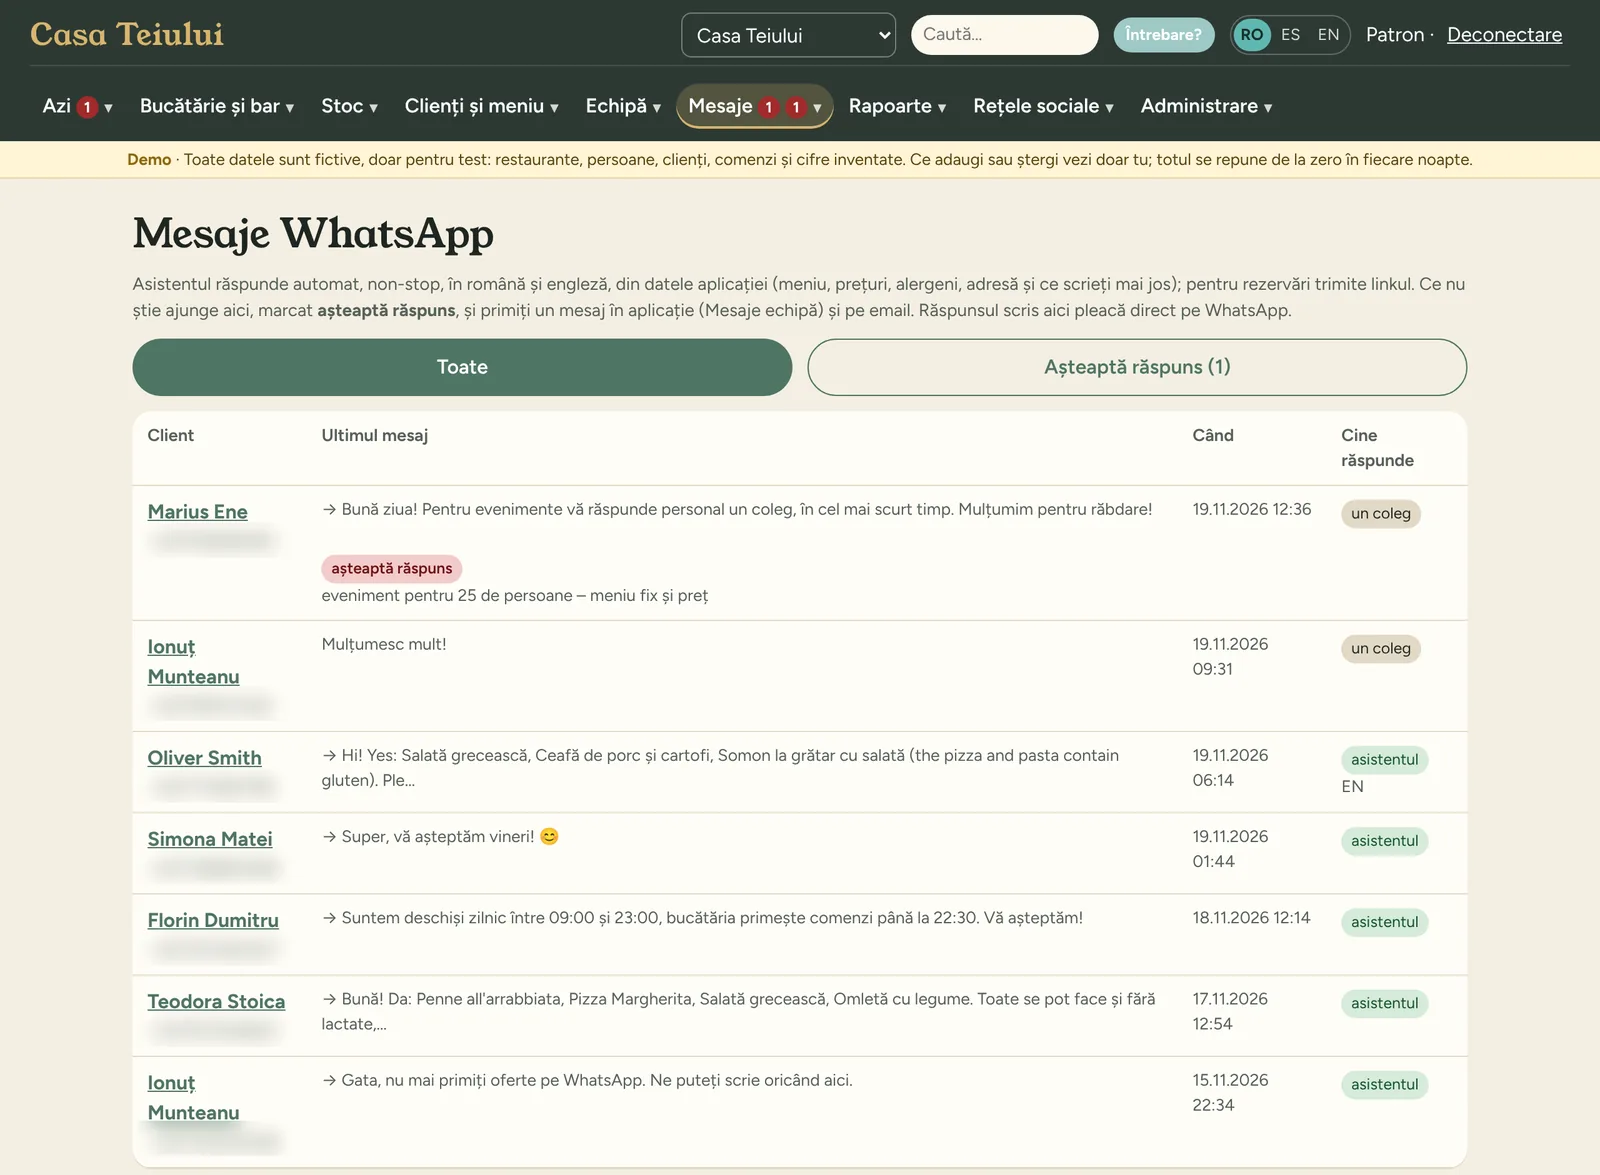 Casa Teiului
Casa Teiului
Caută...
Întrebare?
RO ES EN
Patron · Deconectare
Azi 1 ▾ Bucătărie și bar ▾ Stoc ▾ Clienți și meniu ▾ Echipă ▾ Mesaje 1 1 ▾ Rapoarte ▾ Rețele sociale ▾ Administrare ▾
Demo · Toate datele sunt fictive, doar pentru test: restaurante, persoane, clienți, comenzi și cifre inventate. Ce adaugi sau ștergi vezi doar tu; totul se repune de la zero în fiecare noapte.
Mesaje WhatsApp
Asistentul răspunde automat, non-stop, în română și engleză, din datele aplicației (meniu, prețuri, alergeni, adresă și ce scrieți mai jos); pentru rezervări trimite linkul. Ce nu
știe ajunge aici, marcat așteaptă răspuns, și primiți un mesaj în aplicație (Mesaje echipă) și pe email. Răspunsul scris aici pleacă direct pe WhatsApp.
Toate
Așteaptă răspuns (1)
Client Ultimul mesaj Când Cine
răspunde
Marius Ene → Bună ziua! Pentru evenimente vă răspunde personal un coleg, în cel mai scurt timp. Mulțumim pentru răbdare! 19.11.2026 12:36 un coleg
așteaptă răspuns
eveniment pentru 25 de persoane – meniu fix și preț
Ionuț Mulțumesc mult! 19.11.2026 un coleg
Munteanu 09:31
Oliver Smith → Hi! Yes: Salată grecească, Ceafă de porc și cartofi, Somon la grătar cu salată (the pizza and pasta contain 19.11.2026 asistentul
gluten). Ple... 06:14 EN
Simona Matei → Super, vă așteptăm vineri! 😊 19.11.2026 asistentul
01:44
Florin Dumitru → Suntem deschiși zilnic între 09:00 și 23:00, bucătăria primește comenzi până la 22:30. Vă așteptăm! 18.11.2026 12:14 asistentul
Teodora Stoica → Bună! Da: Penne all'arrabbiata, Pizza Margherita, Salată grecească, Omletă cu legume. Toate se pot face și fără 17.11.2026 asistentul
lactate,... 12:54
Ionuț → Gata, nu mai primiți oferte pe WhatsApp. Ne puteți scrie oricând aici. 15.11.2026 asistentul
Munteanu 22:34